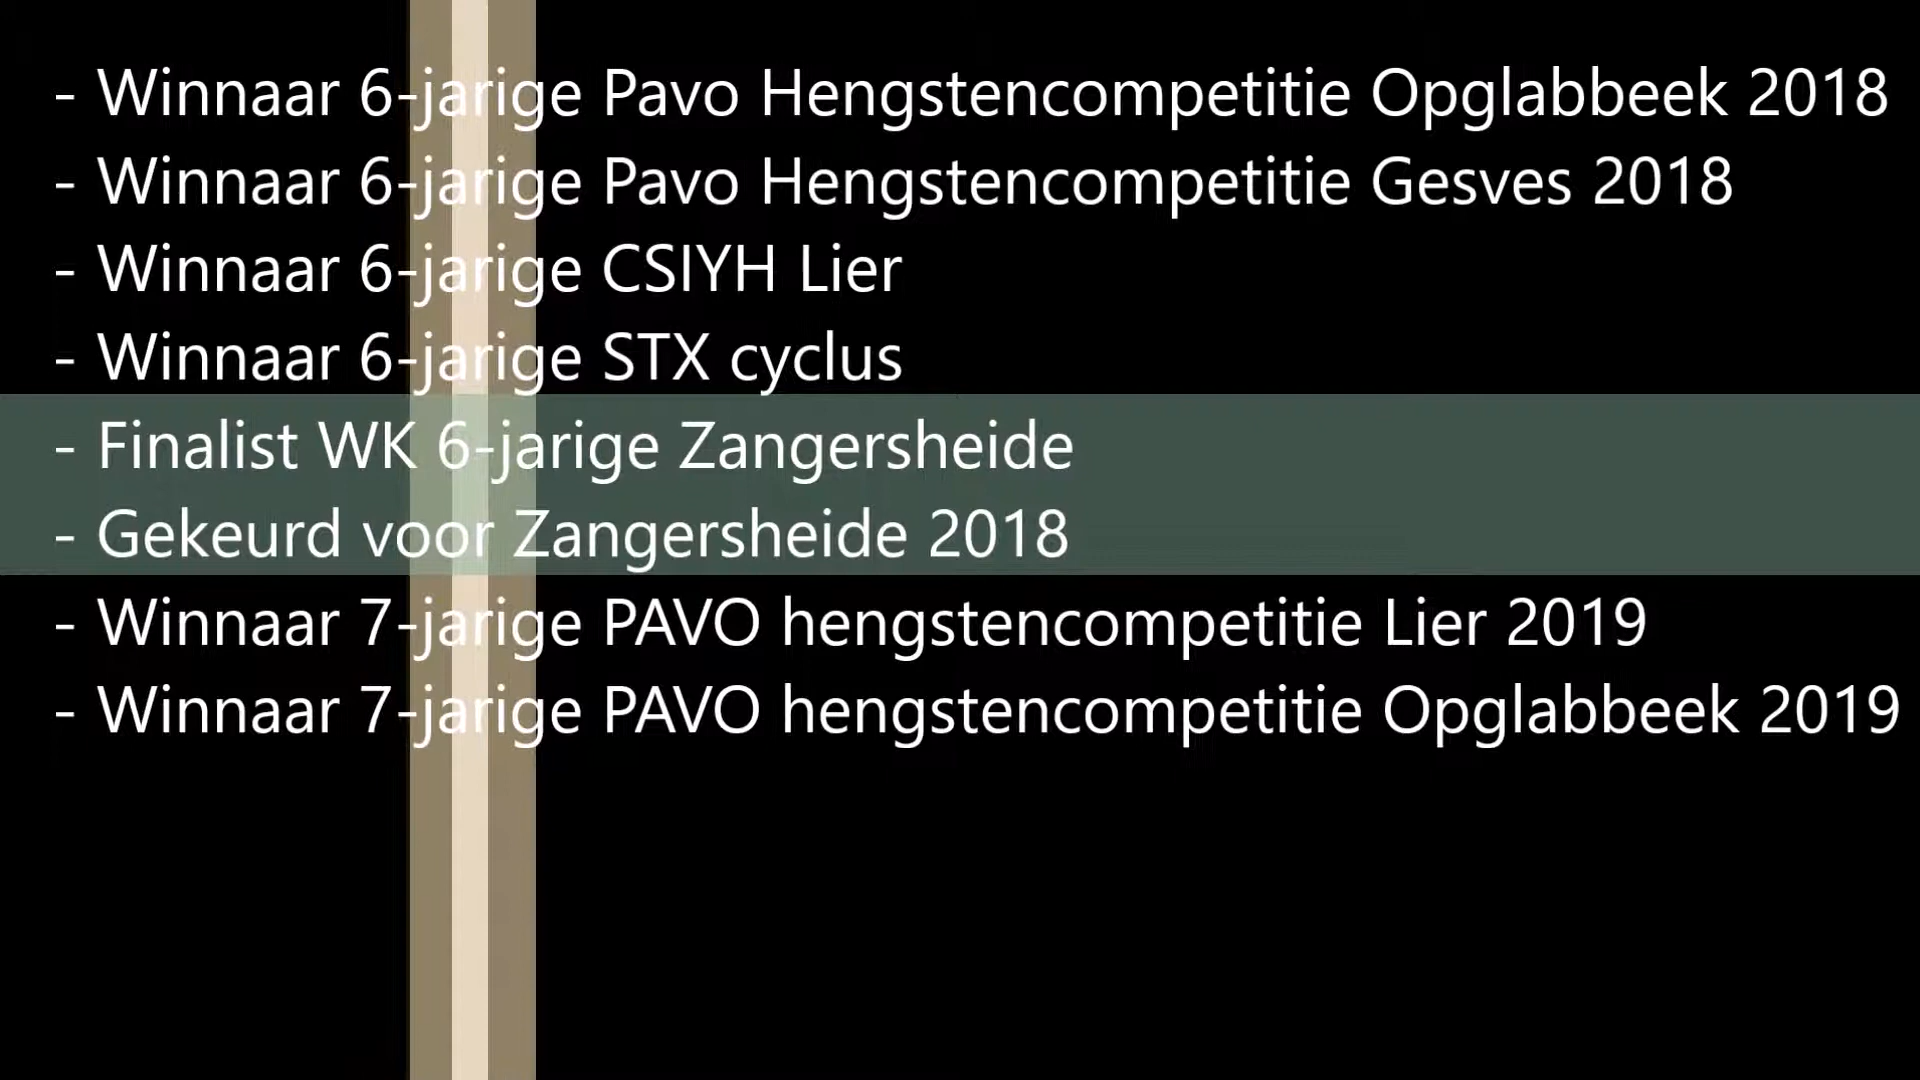 - Winnaar 6-jarige Pavo Hengstencompetitie Opglabbeek 2018
- Winnaar 6-jarige Pavo Hengstencompetitie Gesves 2018
- Winnaar 6-jarige CSIYH Lier
- Winnaar 6-jarige STX cyclus
- Finalist WK 6-jarige Zangersheide
- Gekeurd voor Zangersheide 2018
- Winnaar 7-jarige PAVO hengstencompetitie Lier 2019
- Winnaar 7-jarige PAVO hengstencompetitie Opglabbeek 2019